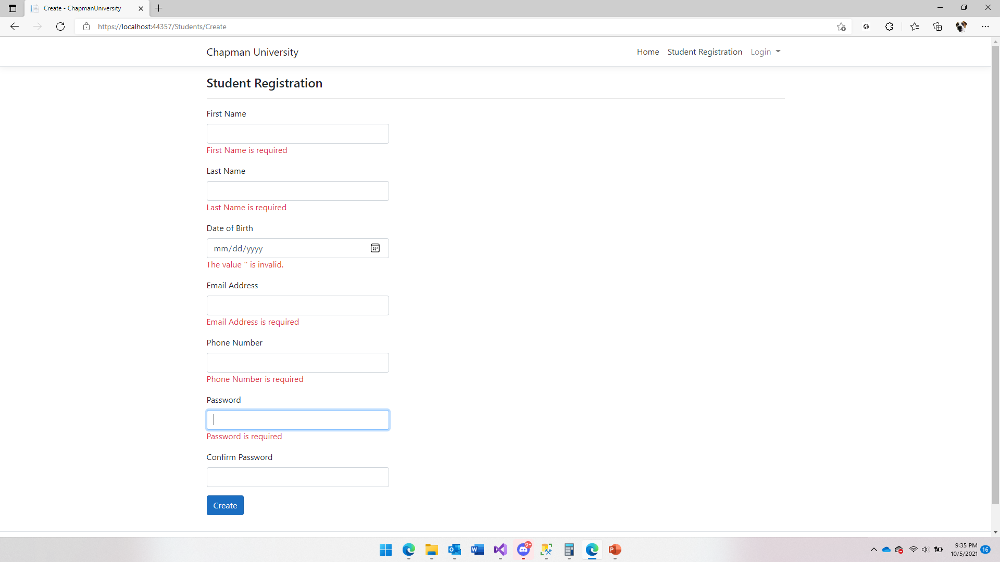 Create - ChapmanUniversity
https://localhost:44357/Students/Create
Chapman University
Home Student Registration Login
Student Registration
First Name
First Name is required
Last Name
Last Name is required
Date of Birth
mm/dd/yyyy
The value '' is invalid.
Email Address
Email Address is required
Phone Number
Phone Number is required
Password
Password is required
Confirm Password
Create
9+
9:35 PM
10/5/2021
16